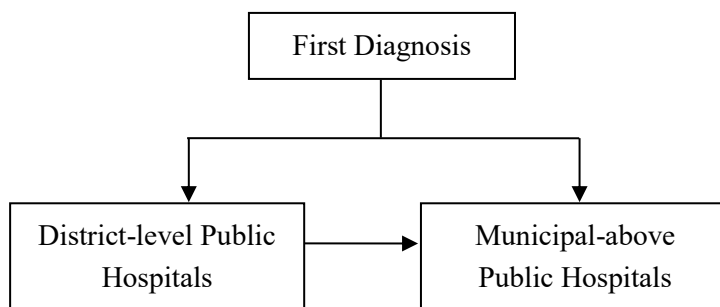 First Diagnosis
District-level Public
Hospitals
Municipal-above
Public Hospitals